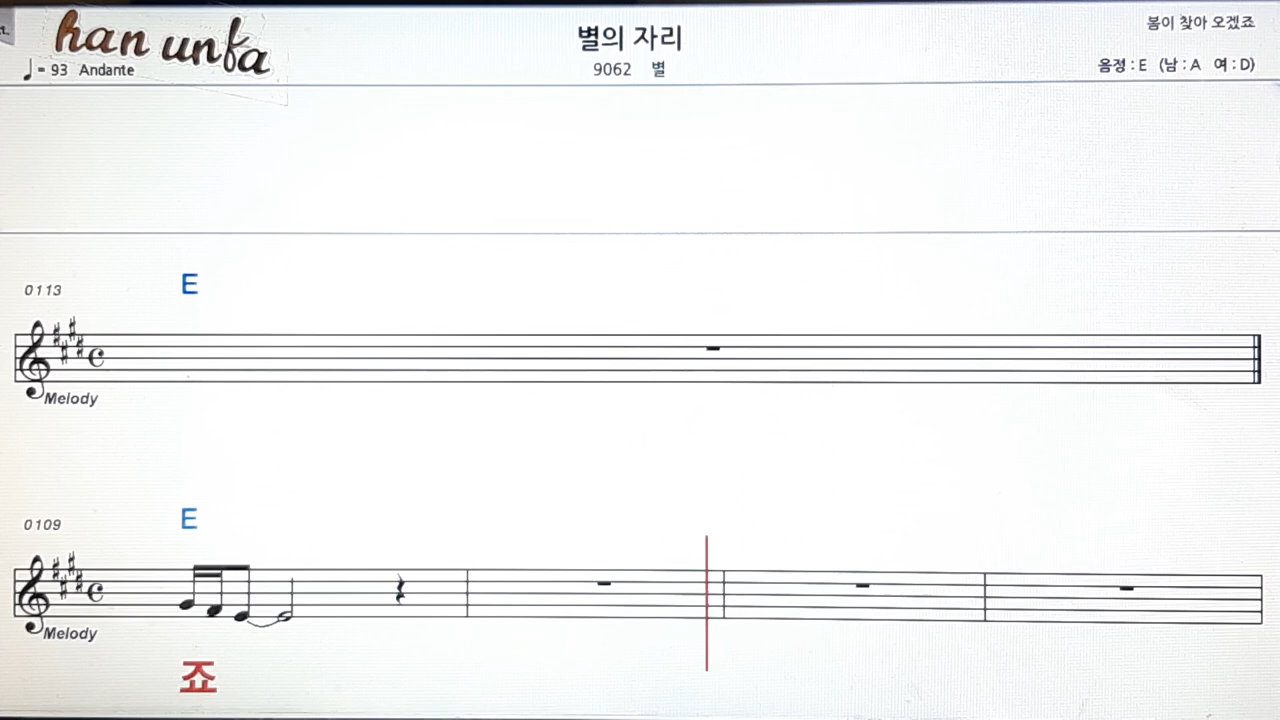 han unfa
♩ = 93 Andante
별의 자리
9062 별
봄이 찾아 오겠죠
음정 : E (남 : A 여 : D)
0113
E
Melody
0109
E
Melody
죠